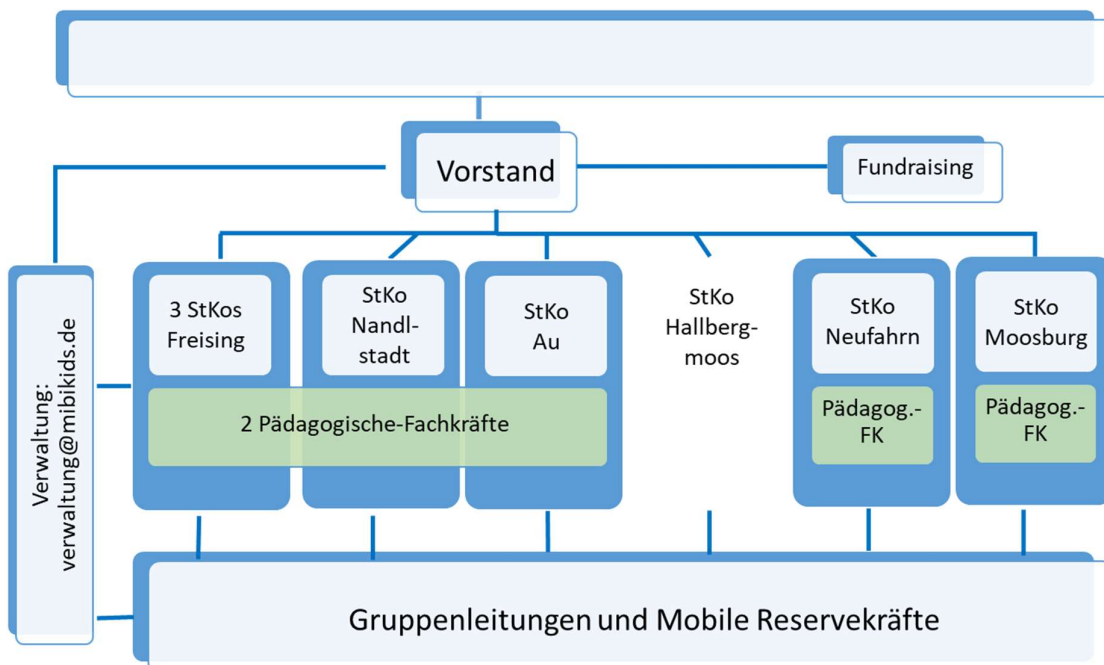 Vorstand
Fundraising
3 StKos
Freising
StKo
Nandl-
stadt
StKo
Au
StKo
Hallberg-
moos
StKo
Neufahrn
StKo
Moosburg
2 Pädagogische-Fachkräfte
Pädagog.-
FK
Pädagog.-
FK
Verwaltung:
verwaltung@mibikids.de
Gruppenleitungen und Mobile Reservekräfte